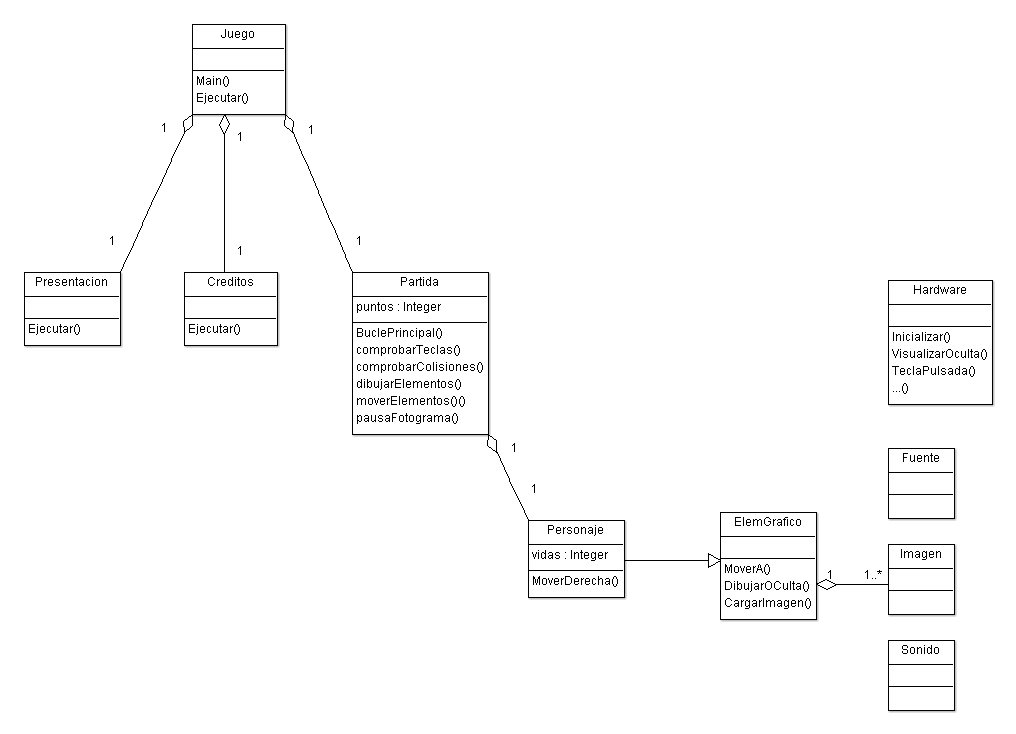 Juego
Main()
Ejecutar()
1
1
1
1
1
1
Presentacion
Ejecutar()
Creditos
Ejecutar()
Partida
puntos : Integer
BuclePrincipal()
comprobarTeclas()
comprobarColisiones()
dibujarElementos()
moverElementos()()
pausaFotograma()
Hardware
Inicializar()
VisualizarOculta()
TeclaPulsada()
...()
1
1
Fuente
Personaje
vidas : Integer
MoverDerecha()
ElemGrafico
MoverA()
DibujarOCulta()
CargarImagen()
1
1..*
Imagen
Sonido